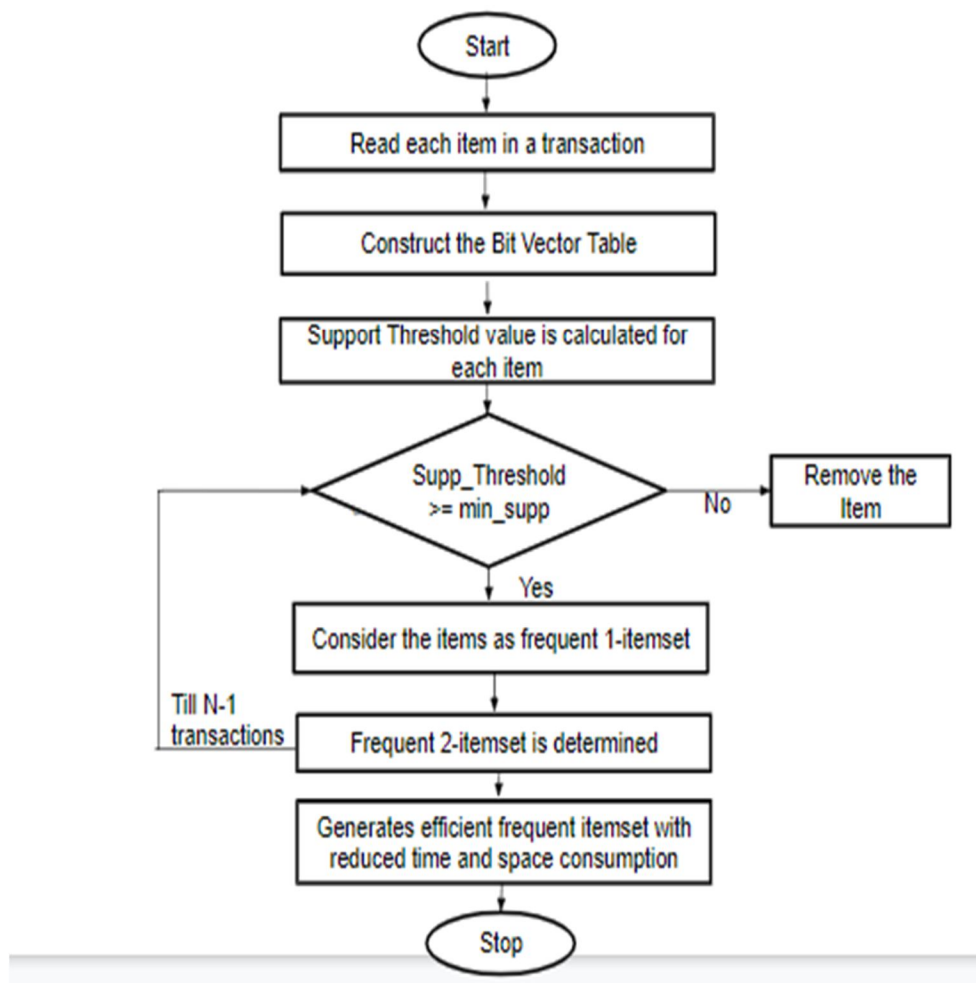 Start
Read each item in a transaction
Construct the Bit Vector Table
Support Threshold value is calculated for
each item
Supp_Threshold
>= min_supp
No
Remove the
Item
Yes
Consider the items as frequent 1-itemset
Till N-1
transactions
Frequent 2-itemset is determined
Generates efficient frequent itemset with
reduced time and space consumption
Stop